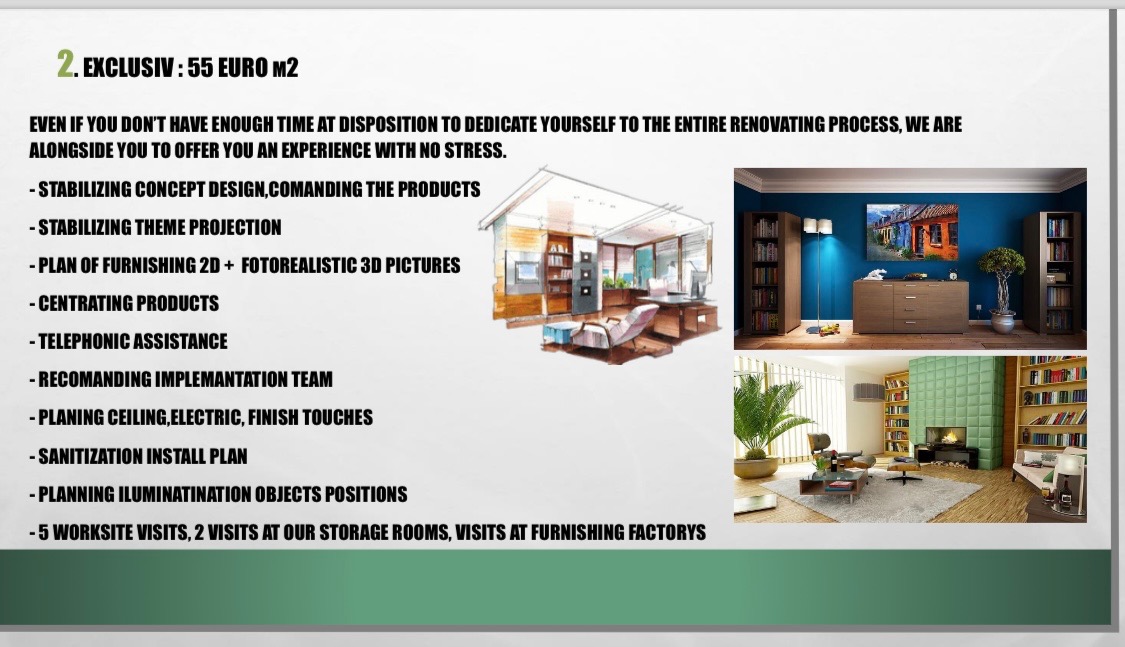 2. EXCLUSIV : 55 EURO м2
EVEN IF YOU DON'T HAVE ENOUGH TIME AT DISPOSITION TO DEDICATE YOURSELF TO THE ENTIRE RENOVATING PROCESS, WE ARE
ALONGSIDE YOU TO OFFER YOU AN EXPERIENCE WITH NO STRESS.
- STABILIZING CONCEPT DESIGN,COMANDING THE PRODUCTS
- STABILIZING THEME PROJECTION
- PLAN OF FURNISHING 2D + FOTOREALISTIC 3D PICTURES
- CENTRATING PRODUCTS
- TELEPHONIC ASSISTANCE
- RECOMANDING IMPLEMANTATION TEAM
- PLANING CEILING,ELECTRIC, FINISH TOUCHES
- SANITIZATION INSTALL PLAN
- PLANNING ILUMINATINATION OBJECTS POSITIONS
- 5 WORKSITE VISITS, 2 VISITS AT OUR STORAGE ROOMS, VISITS AT FURNISHING FACTORYS